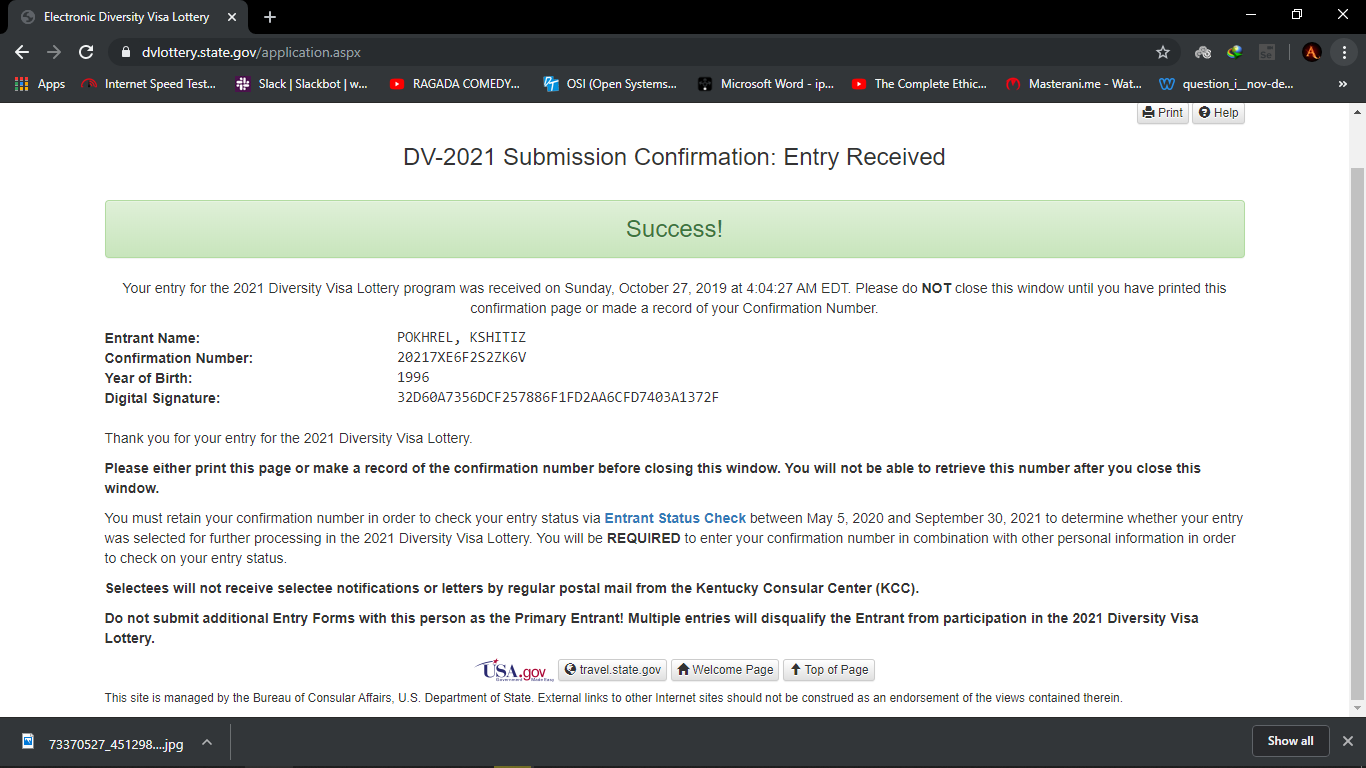 Electronic Diversity Visa Lottery
dvlottery.state.gov/application.aspx
Apps Internet Speed Test... Slack | Slackbot | w... RAGADA COMEDY... OSI (Open Systems... Microsoft Word - ip... The Complete Ethic... Masterani.me - Wat... question_i__nov-de... »
Print Help
DV-2021 Submission Confirmation: Entry Received
Success!
Your entry for the 2021 Diversity Visa Lottery program was received on Sunday, October 27, 2019 at 4:04:27 AM EDT. Please do NOT close this window until you have printed this
confirmation page or made a record of your Confirmation Number.
Entrant Name: POKHREL, KSHITIZ
Confirmation Number: 20217XE6F2S2ZK6V
Year of Birth: 1996
Digital Signature: 32D60A7356DCF257886F1FD2AA6CFD7403A1372F
Thank you for your entry for the 2021 Diversity Visa Lottery.
Please either print this page or make a record of the confirmation number before closing this window. You will not be able to retrieve this number after you close this
window.
You must retain your confirmation number in order to check your entry status via Entrant Status Check between May 5, 2020 and September 30, 2021 to determine whether your entry
was selected for further processing in the 2021 Diversity Visa Lottery. You will be REQUIRED to enter your confirmation number in combination with other personal information in order
to check on your entry status.
Selectees will not receive selectee notifications or letters by regular postal mail from the Kentucky Consular Center (KCC).
Do not submit additional Entry Forms with this person as the Primary Entrant! Multiple entries will disqualify the Entrant from participation in the 2021 Diversity Visa
Lottery.
USA.gov travel.state.gov Welcome Page Top of Page
Government Made Easy
This site is managed by the Bureau of Consular Affairs, U.S. Department of State. External links to other Internet sites should not be construed as an endorsement of the views contained therein.
73370527_451298....jpg Show all